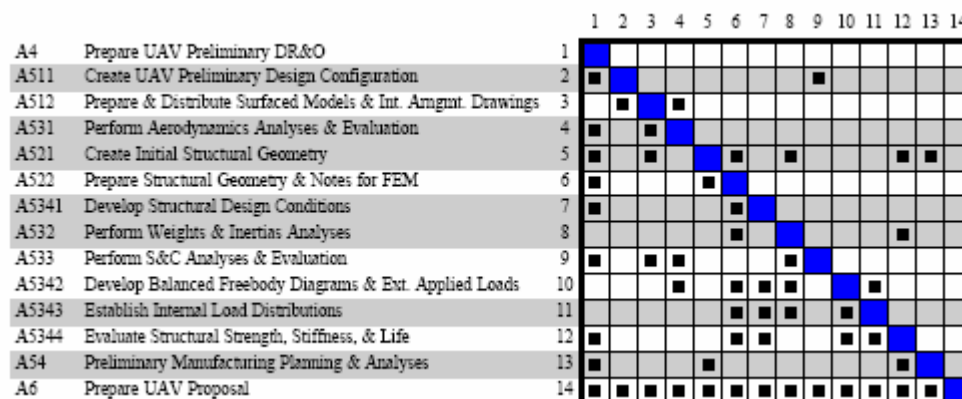 1 2 3 4 5 6 7 8 9 10 11 12 13 14
A4 Prepare UAV Preliminary DR&O 1
A511 Create UAV Preliminary Design Configuration 2
A512 Prepare & Distribute Surfaced Models & Int. Arngmt. Drawings 3
A531 Perform Aerodynamics Analyses & Evaluation 4
A521 Create Initial Structural Geometry 5
A522 Prepare Structural Geometry & Notes for FEM 6
A5341 Develop Structural Design Conditions 7
A532 Perform Weights & Inertias Analyses 8
A533 Perform S&C Analyses & Evaluation 9
A5342 Develop Balanced Freebody Diagrams & Ext. Applied Loads 10
A5343 Establish Internal Load Distributions 11
A5344 Evaluate Structural Strength, Stiffness, & Life 12
A54 Preliminary Manufacturing Planning & Analyses 13
A6 Prepare UAV Proposal 14